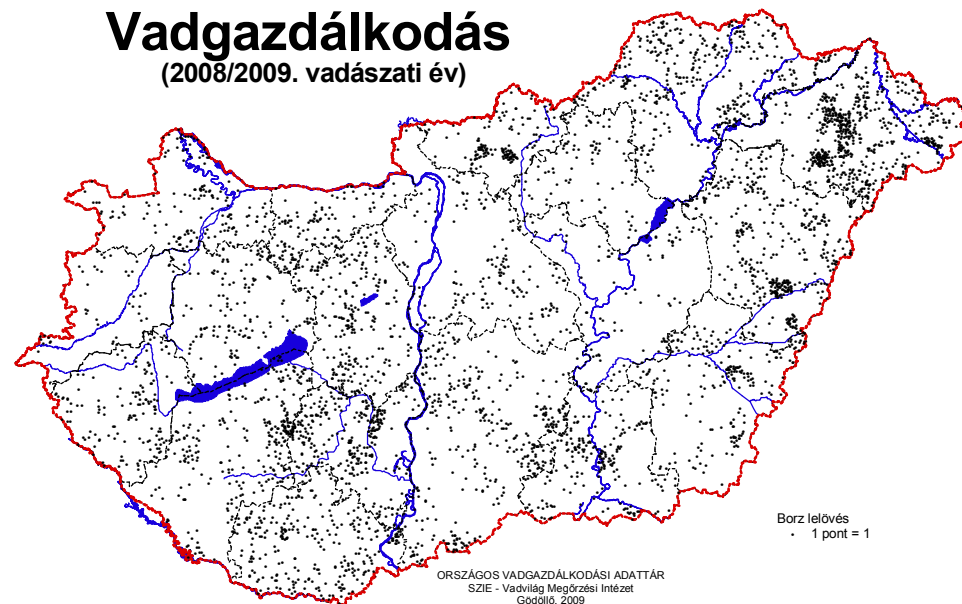 Vadgazdálkodás
(2008/2009. vadászati év)
Borz lelövés
· 1 pont = 1
ORSZÁGOS VADGAZDÁLKODÁSI ADATTÁR
SZIE - Vadvilág Megőrzési Intézet
Gödöllő, 2009